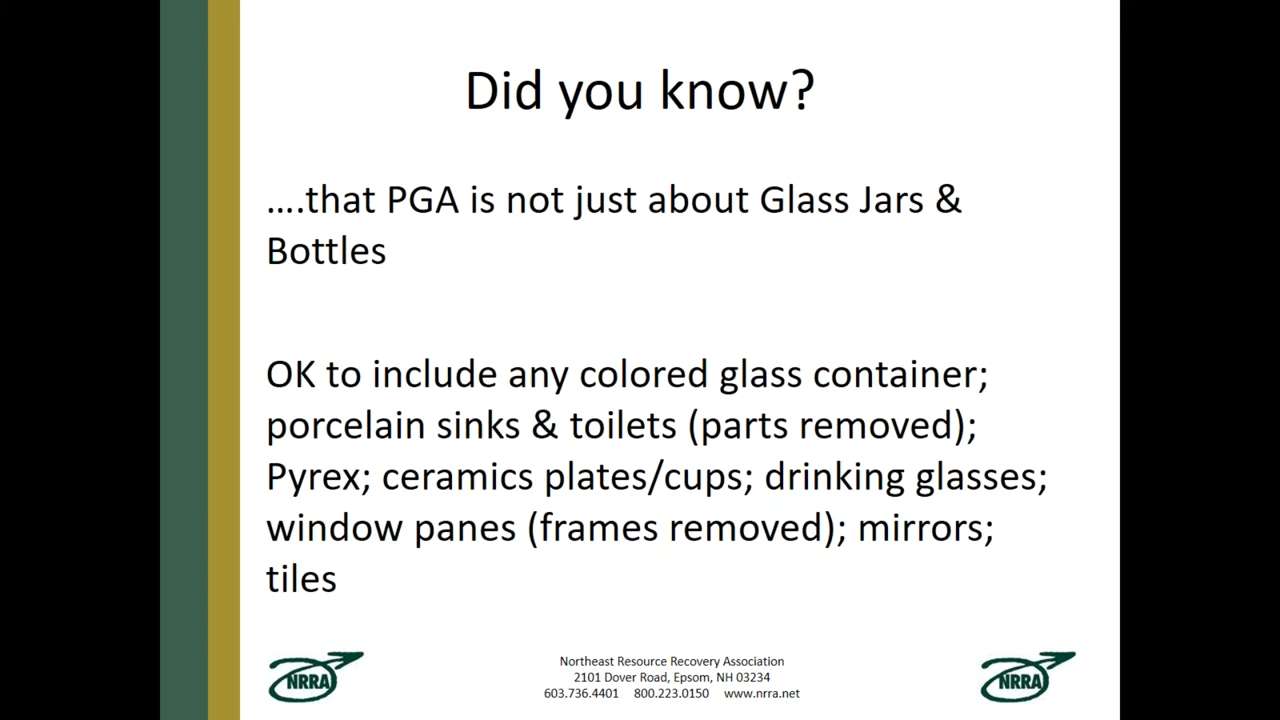 Did you know?
....that PGA is not just about Glass Jars &
Bottles
OK to include any colored glass container;
porcelain sinks & toilets (parts removed);
Pyrex; ceramics plates/cups; drinking glasses;
window panes (frames removed); mirrors;
tiles
NRRA
Northeast Resource Recovery Association
2101 Dover Road, Epsom, NH 03234
603.736.4401 800.223.0150 www.nrra.net
NRRA